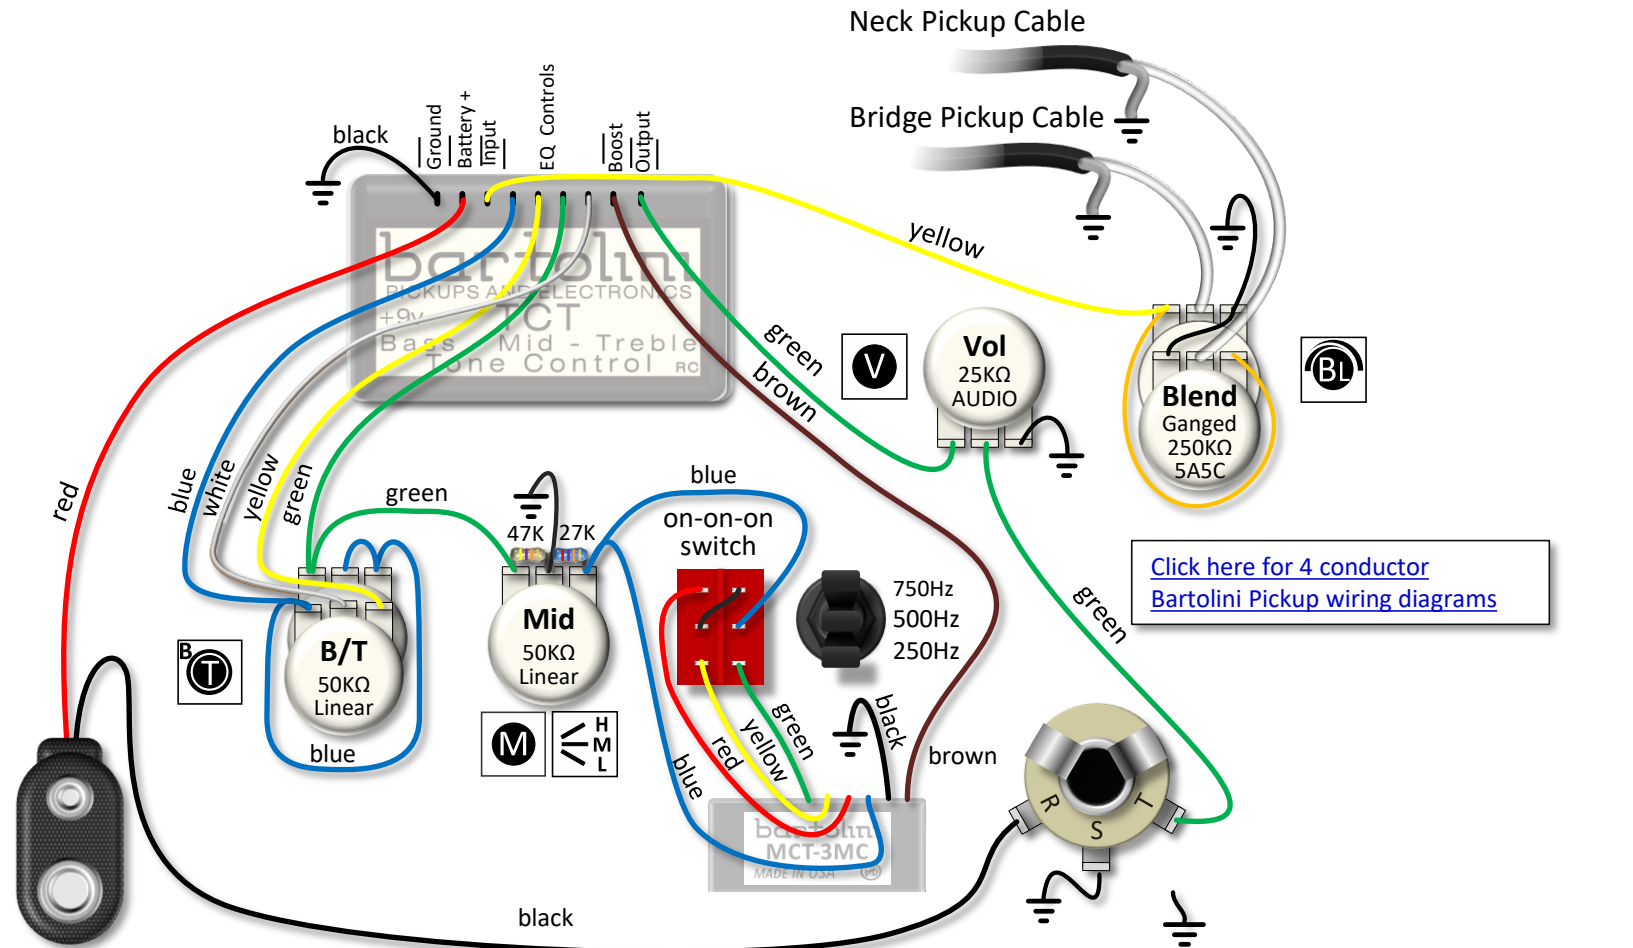 Neck Pickup Cable
Bridge Pickup Cable
black
Ground
Battery +
Input
EQ Controls
Boost
Output
bartolini
PICKUPS AND ELECTRONICS
+9v TCT
Bass - Mid - Treble
Tone Control RC
yellow
green
brown
V
Vol
25KΩ
AUDIO
BL
Blend
Ganged
250KΩ
5A5C
red
blue
white
yellow
green
green
47K
27K
blue
on-on-on
switch
750Hz
500Hz
250Hz
Click here for 4 conductor
Bartolini Pickup wiring diagrams
green
B
T
B/T
50KΩ
Linear
blue
Mid
50KΩ
Linear
M
H
M
L
blue
red
yellow
green
black
brown
bartolini
MCT-3MC
MADE IN USA
R
S
T
black